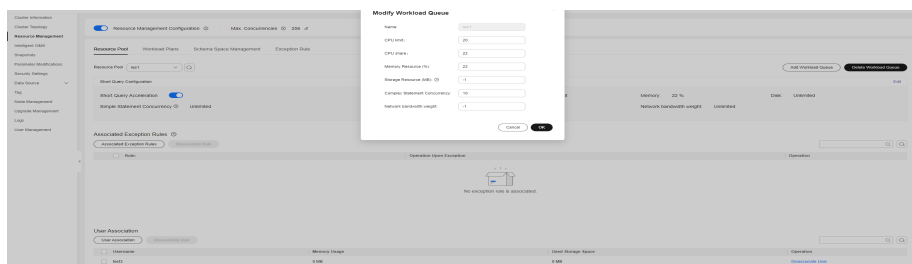 Cluster Information
Cluster Topology
Resource Management
Intelligent O&M
Snapshots
Parameter Modifications
Security Settings
Data Source
Tag
Node Management
Upgrade Management
Logs
User Management
Resource Management Configuration
Max. Concurrencies
Resource Pool
Workload Plans
Schema Space Management
Exception Rule
Resource Pool
Add Workload Queue
Delete Workload Queue
Short Query Configuration
Edit
Short Query Acceleration
Simple Statement Concurrency Unlimited
Memory 22 %
Disk Unlimited
Network bandwidth weight Unlimited
Modify Workload Queue
Name
CPU limit: 20
CPU share: 22
Memory Resource (%): 22
Storage Resource (MB): -1
Complex Statement Concurrency: 10
Network bandwidth weight: -1
Cancel OK
Associated Exception Rules
Associated Exception Rules
Rule
Operation Upon Exception
Operation
No exception rule is associated.
User Association
User Association
Username
Memory Usage
Used Storage Space
Operation
0 MB
0 MB
Disassociate User